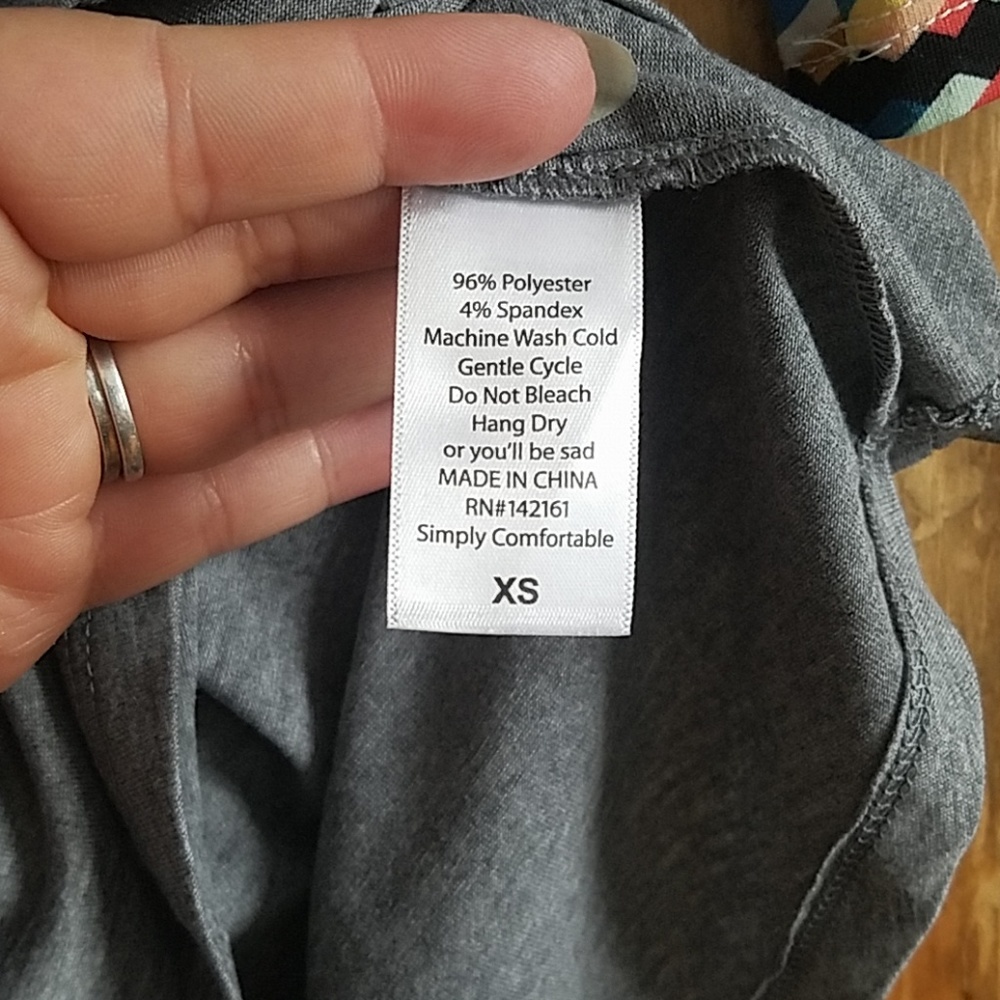 96% Polyester
4% Spandex
Machine Wash Cold
Gentle Cycle
Do Not Bleach
Hang Dry
or you'll be sad
MADE IN CHINA
RN#142161
Simply Comfortable
XS